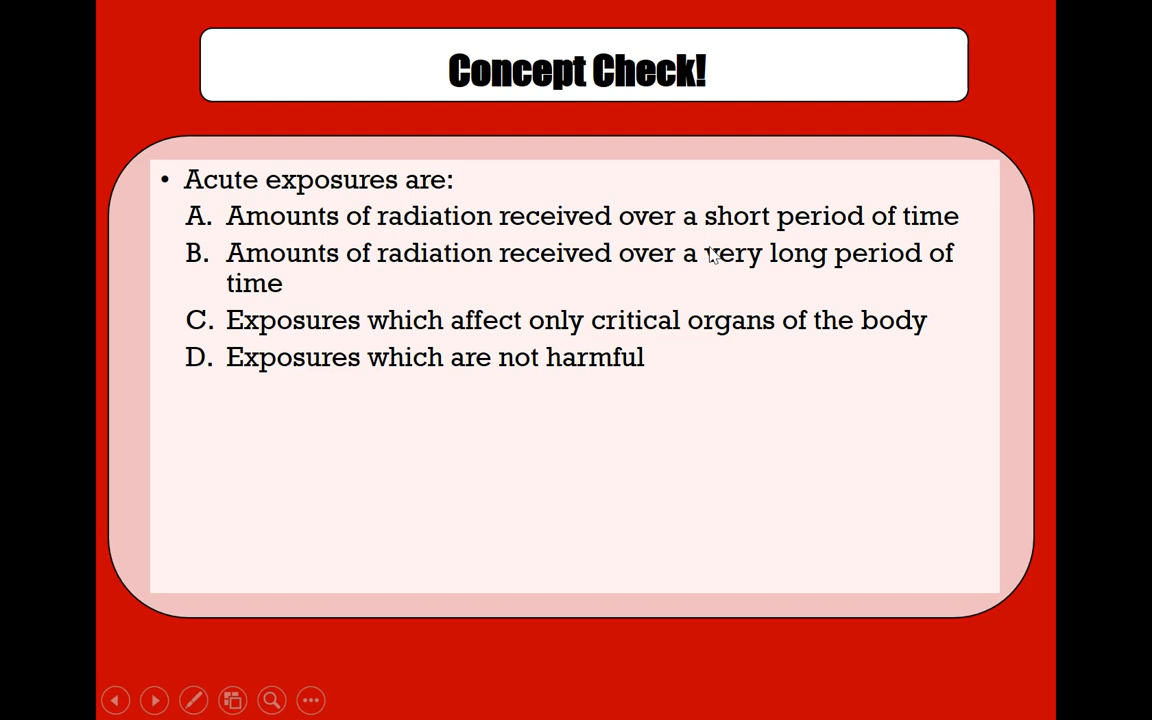 Concept Check!
• Acute exposures are:
A. Amounts of radiation received over a short period of time
B. Amounts of radiation received over a very long period of
time
C. Exposures which affect only critical organs of the body
D. Exposures which are not harmful